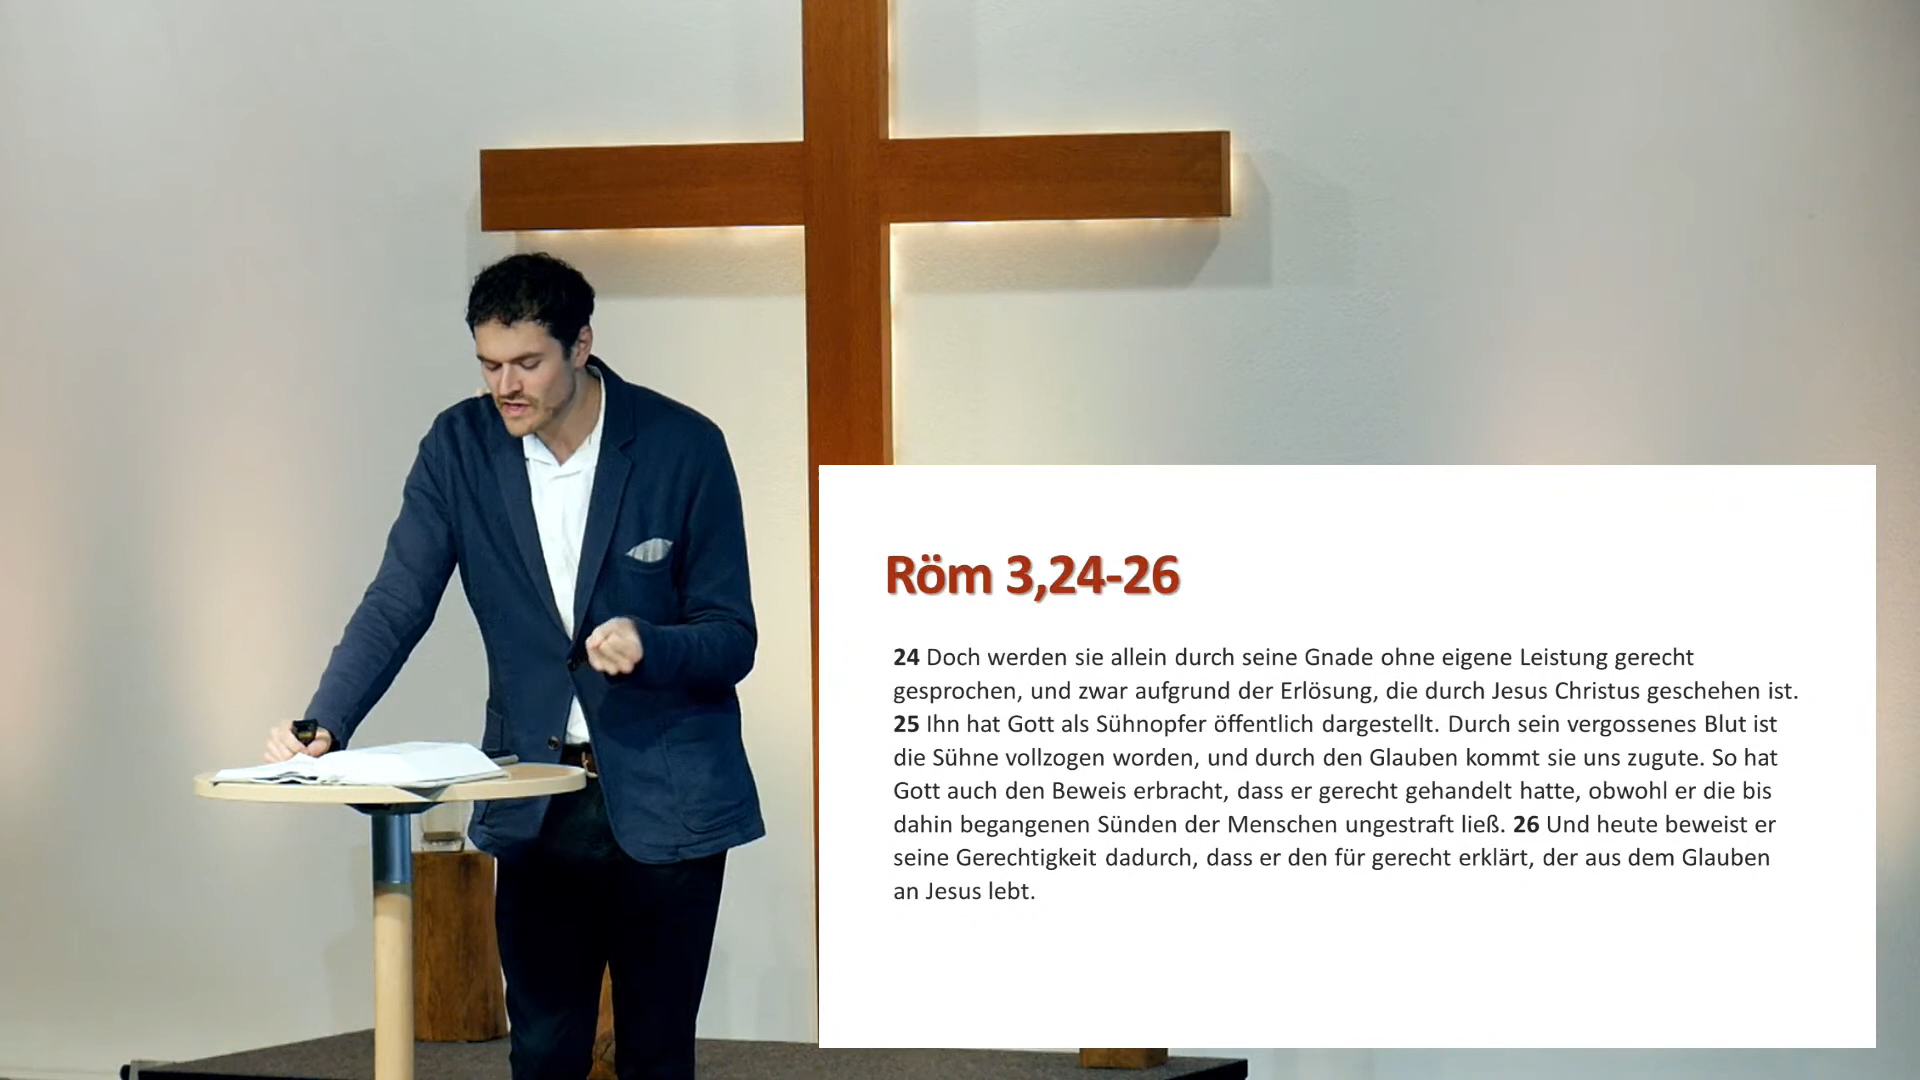 Röm 3,24-26
24 Doch werden sie allein durch seine Gnade ohne eigene Leistung gerecht
gesprochen, und zwar aufgrund der Erlösung, die durch Jesus Christus geschehen ist.
25 Ihn hat Gott als Sühnopfer öffentlich dargestellt. Durch sein vergossenes Blut ist
die Sühne vollzogen worden, und durch den Glauben kommt sie uns zugute. So hat
Gott auch den Beweis erbracht, dass er gerecht gehandelt hatte, obwohl er die bis
dahin begangenen Sünden der Menschen ungestraft ließ. 26 Und heute beweist er
seine Gerechtigkeit dadurch, dass er den für gerecht erklärt, der aus dem Glauben
an Jesus lebt.